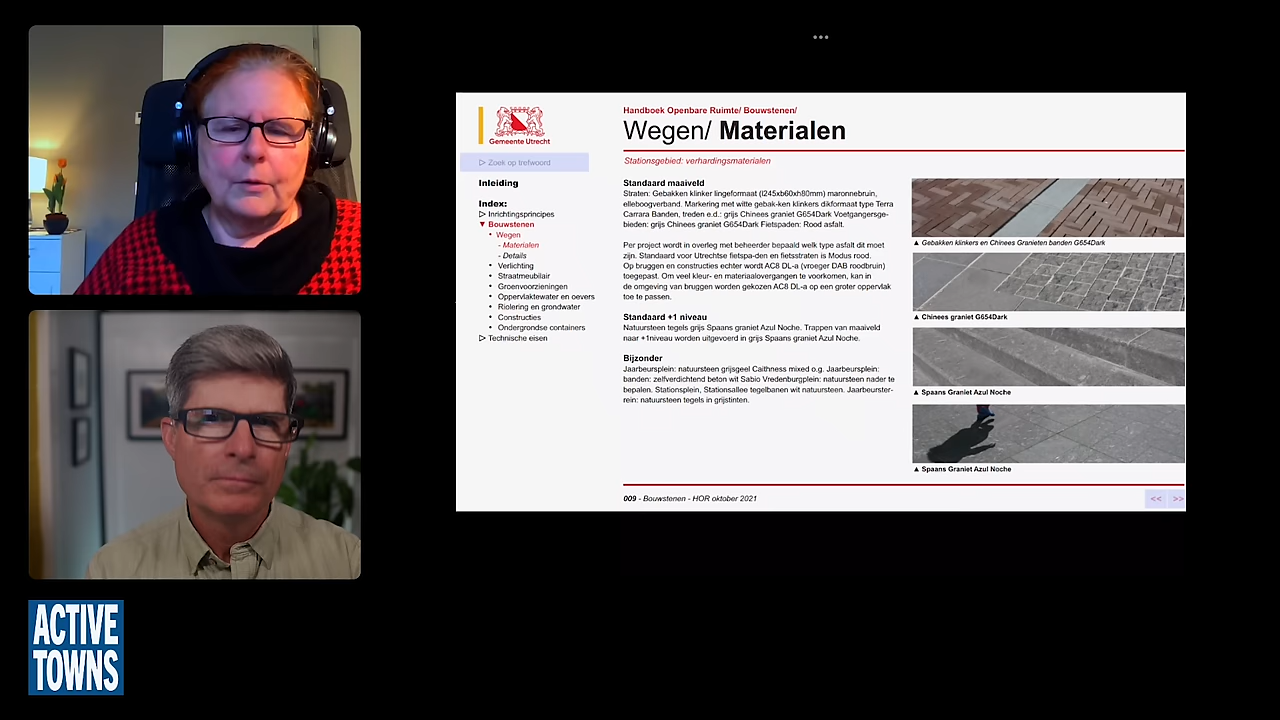 Handboek Openbare Ruimte/ Bouwstenen/
Wegen/ Materialen
Gemeente Utrecht
Stationsgebied: verhardingsmaterialen
▷ Zoek op trefwoord
Inleiding
Index:
▷ Inrichtingsprincipes
▼ Bouwstenen
• Wegen
- Materialen
- Details
• Verlichting
• Straatmeubilair
• Groenvoorzieningen
• Oppervlaktewater en oevers
• Riolering en grondwater
• Constructies
• Ondergrondse containers
▷ Technische eisen
Standaard maaiveld
Straten: Gebakken klinker lingeformaat (l245xb60xh80mm) maronnebruin,
elleboogverband. Markering met witte gebak-ken klinkers dikformaat type Terra
Carrara Banden, treden e.d.: grijs Chinees graniet G654Dark Voetgangersge-
bieden: grijs Chinees graniet G654Dark Fietspaden: Rood asfalt.
Per project wordt in overleg met beheerder bepaald welk type asfalt dit moet
zijn. Standaard voor Utrechtse fietspa-den en fietsstraten is Modus rood.
Op bruggen en constructies echter wordt AC8 DL-a (vroeger DAB roodbruin)
toegepast. Om veel kleur- en materiaalovergangen te voorkomen, kan in
de omgeving van bruggen worden gekozen AC8 DL-a op een groter oppervlak
toe te passen.
Standaard +1 niveau
Natuursteen tegels grijs Spaans graniet Azul Noche. Trappen van maaiveld
naar +1niveau worden uitgevoerd in grijs Spaans graniet Azul Noche.
Bijzonder
Jaarbeursplein: natuursteen grijsgeel Caithness mixed o.g. Jaarbeursplein:
banden: zelfverdichtend beton wit Sabio Vredenburgplein: natuursteen nader te
bepalen. Stationsplein, Stationsallee tegelbanen wit natuursteen. Jaarbeurster-
rein: natuursteen tegels in grijstinten.
▲ Gebakken klinkers en Chinees Granieten banden G654Dark
▲ Chinees graniet G654Dark
▲ Spaans Graniet Azul Noche
▲ Spaans Graniet Azul Noche
009 - Bouwstenen - HOR oktober 2021
<< >>
ACTIVE
TOWNS